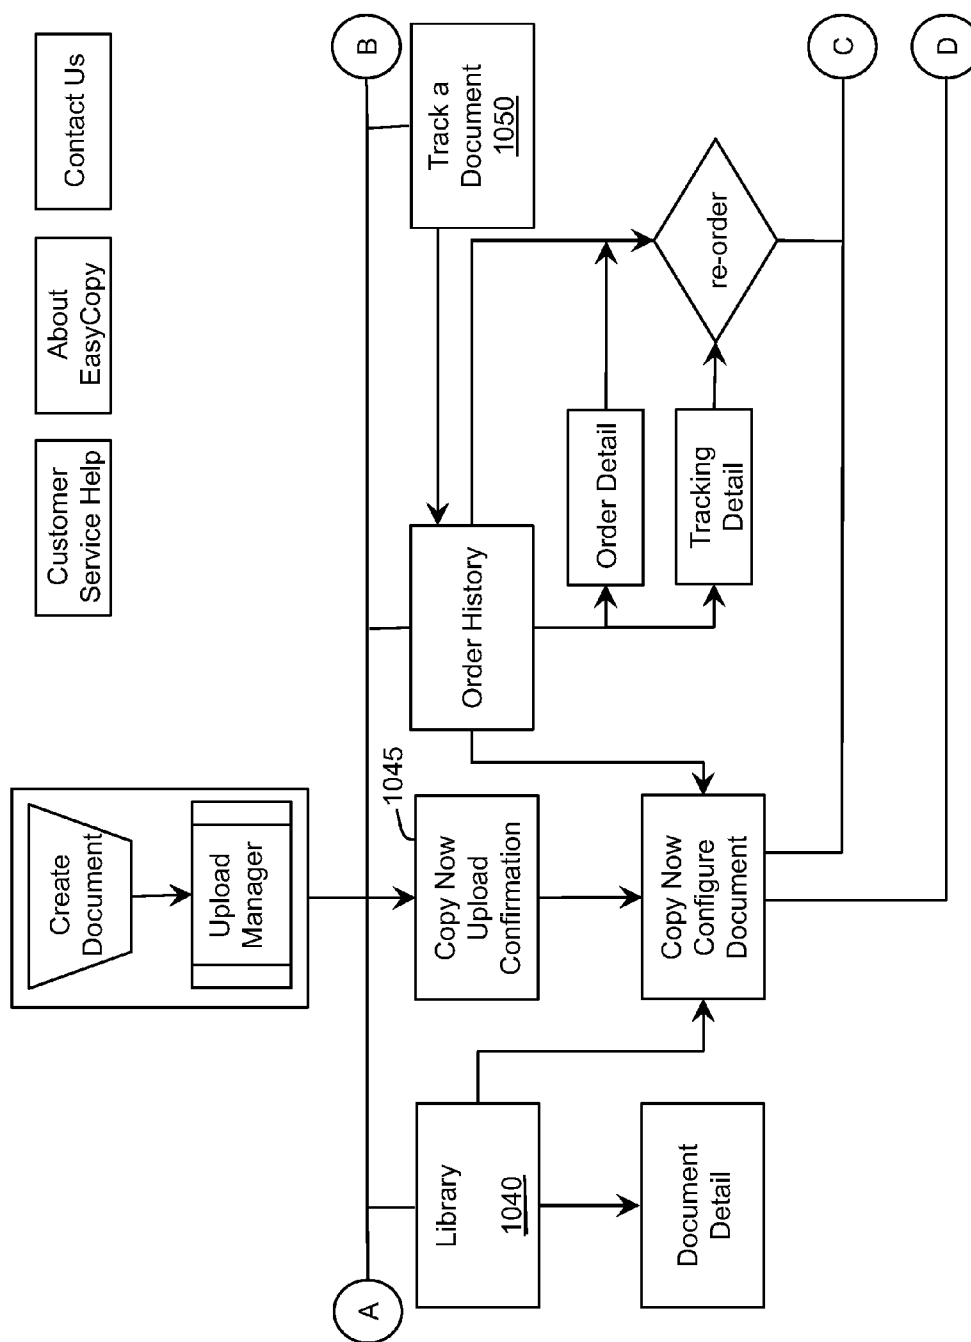 Create
Document
Upload
Manager
Customer
Service Help
About
EasyCopy
Contact Us
A
B
Library
1040
Copy Now
Upload
Confirmation
1045
Order History
Track a
Document
1050
Document
Detail
Copy Now
Configure
Document
Order Detail
Tracking
Detail
re-order
C
D